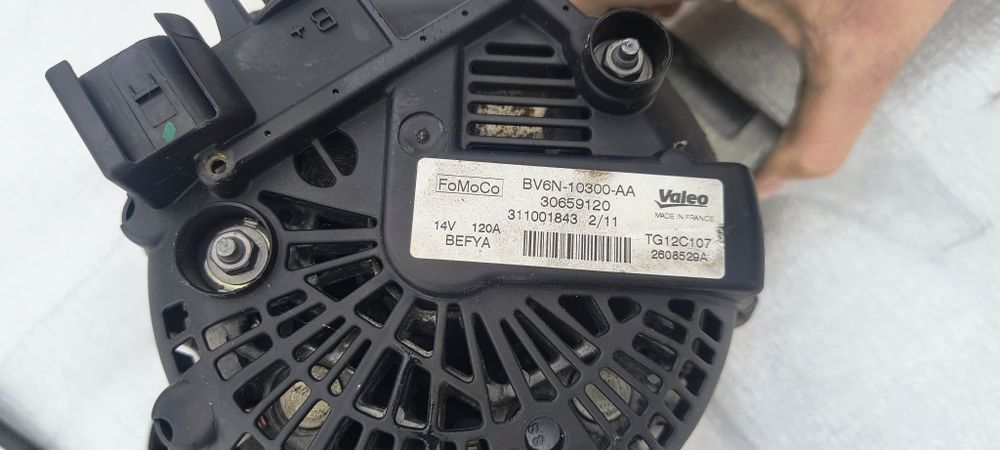 B+
FoMoCo
BV6N-10300-AA
30659120
311001843 2/11
14V 120A
BEFYA
Valeo
MADE IN FRANCE
TG12C107
2608529A